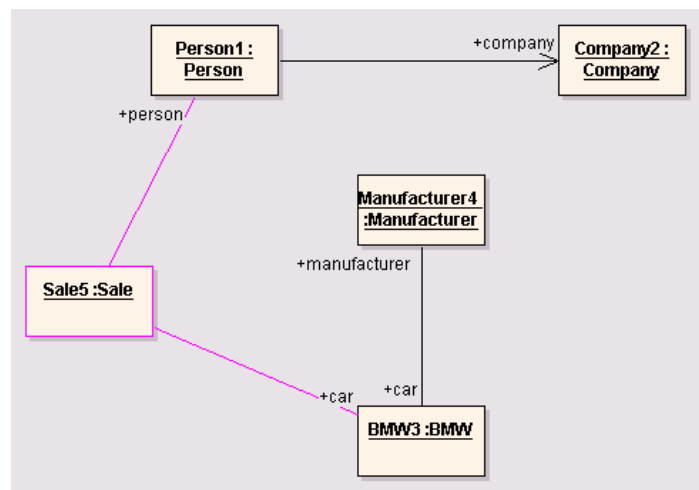 Person1 :
Person
+company
Company2 :
Company
+person
Manufacturer4
:Manufacturer
+manufacturer
Sale5 :Sale
+car
+car
BMW3 :BMW